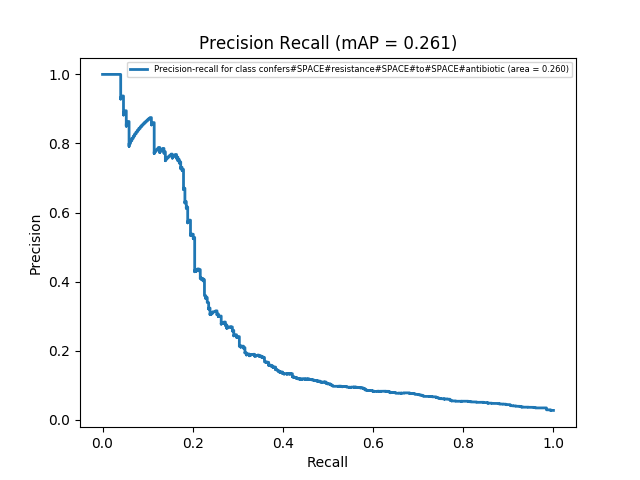 Precision Recall (mAP = 0.261)
Precision-recall for class confers#SPACE#resistance#SPACE#to#SPACE#antibiotic (area = 0.260)
1.0
0.8
0.6
0.4
0.2
0.0
Precision
0.0 0.2 0.4 0.6 0.8 1.0
Recall